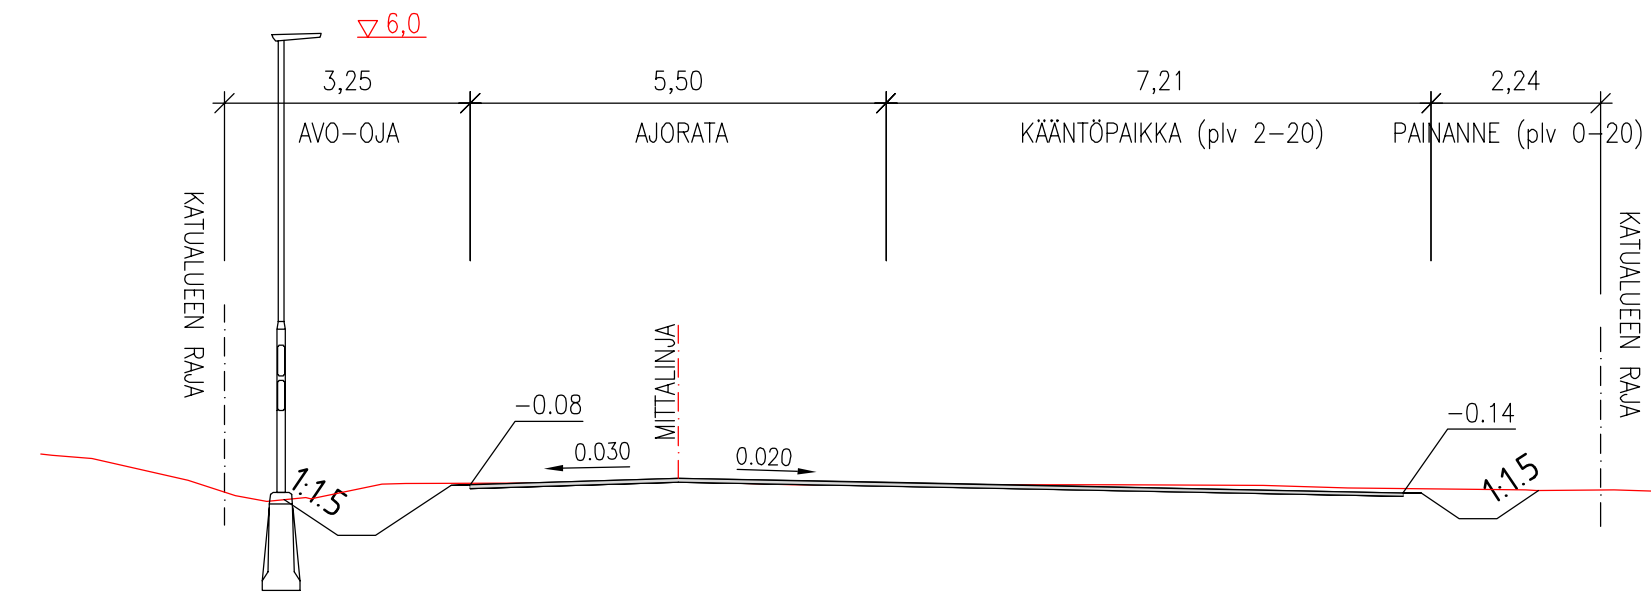 6,0
3,25
5,50
7,21
2,24
AVO-OJA
AJORATA
KÄÄNTÖPAIKKA (plv 2-20)
PAINANNE (plv 0-20)
KATUALUEEN RAJA
MITTALINJA
KATUALUEEN RAJA
-0.08
-0.14
0.030
0.020
1:1.5
1:1.5